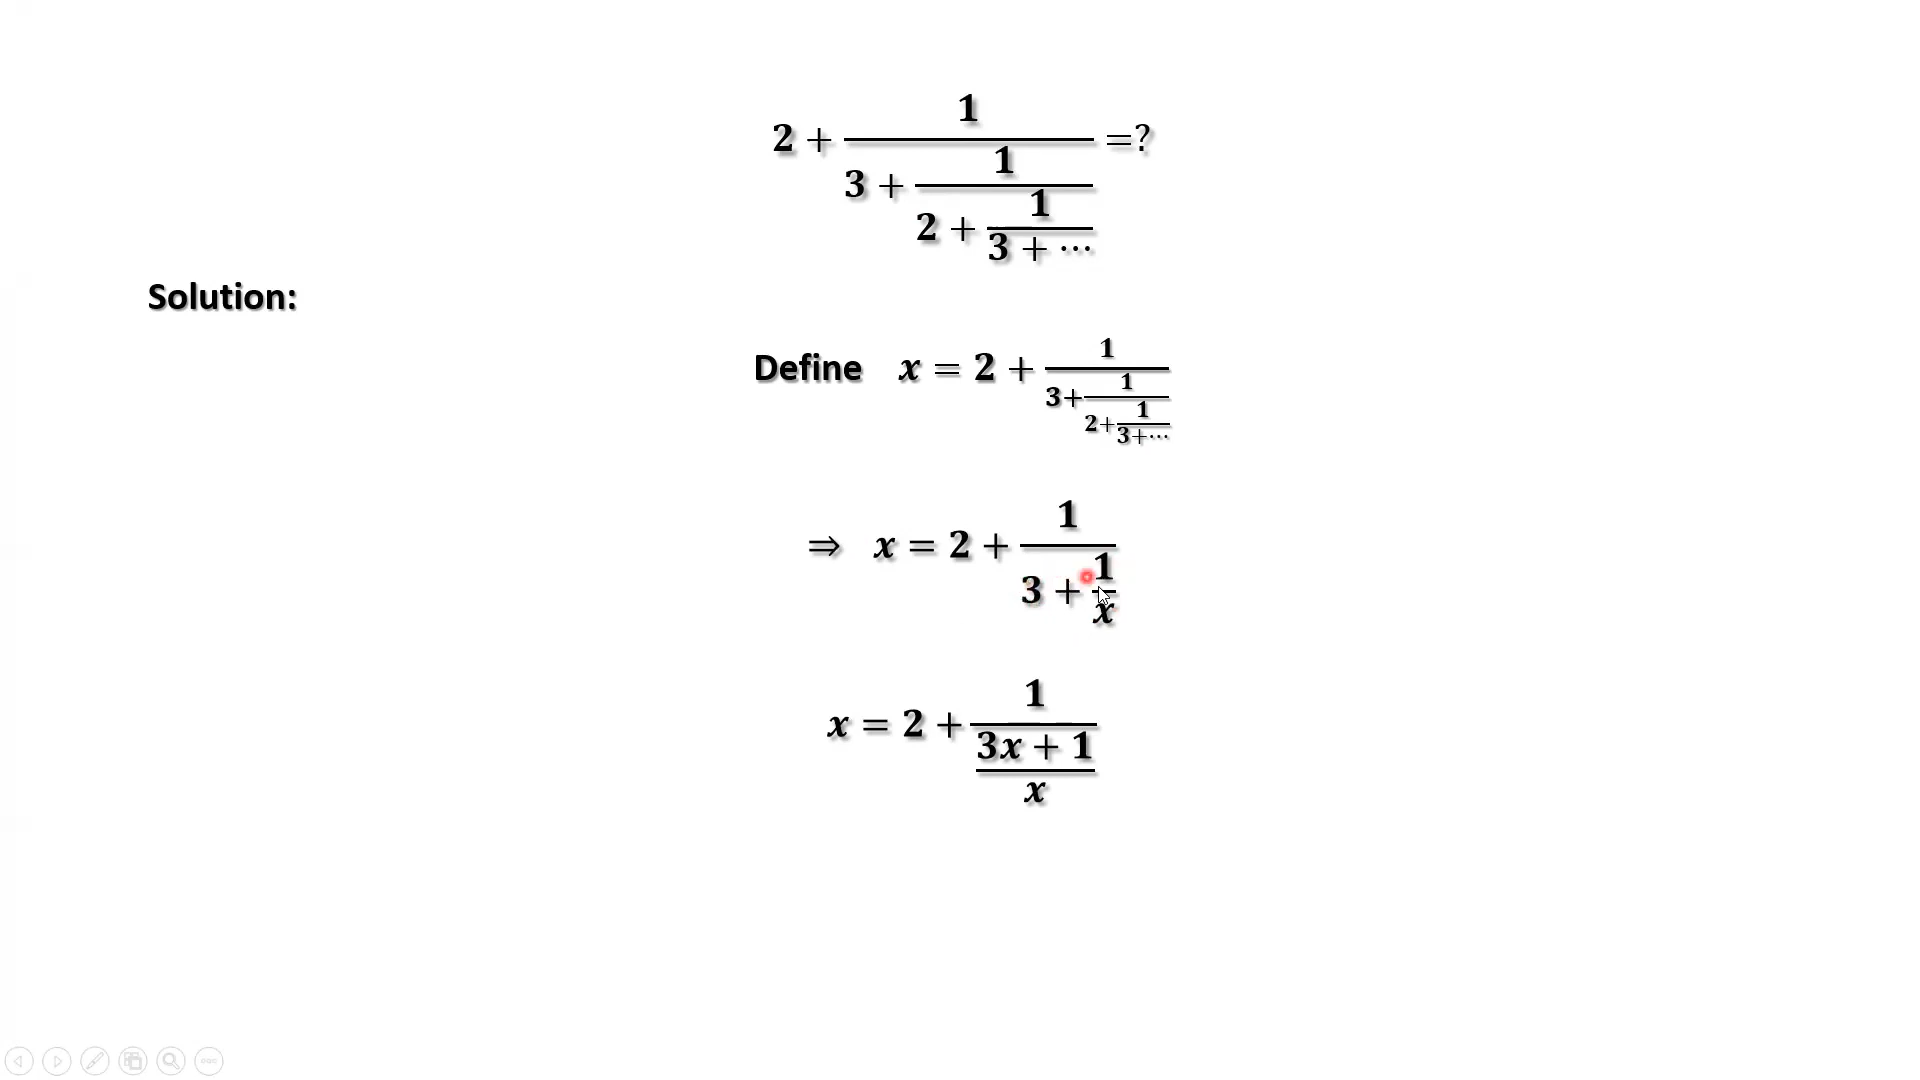 2 + 1/(3 + 1/(2 + 1/(3 + ⋯))) =?
Solution:
Define x = 2 + 1/(3+1/(2+1/(3+⋯)))
⇒ x = 2 + 1/(3 + 1/x)
x = 2 + 1/((3x + 1)/x)